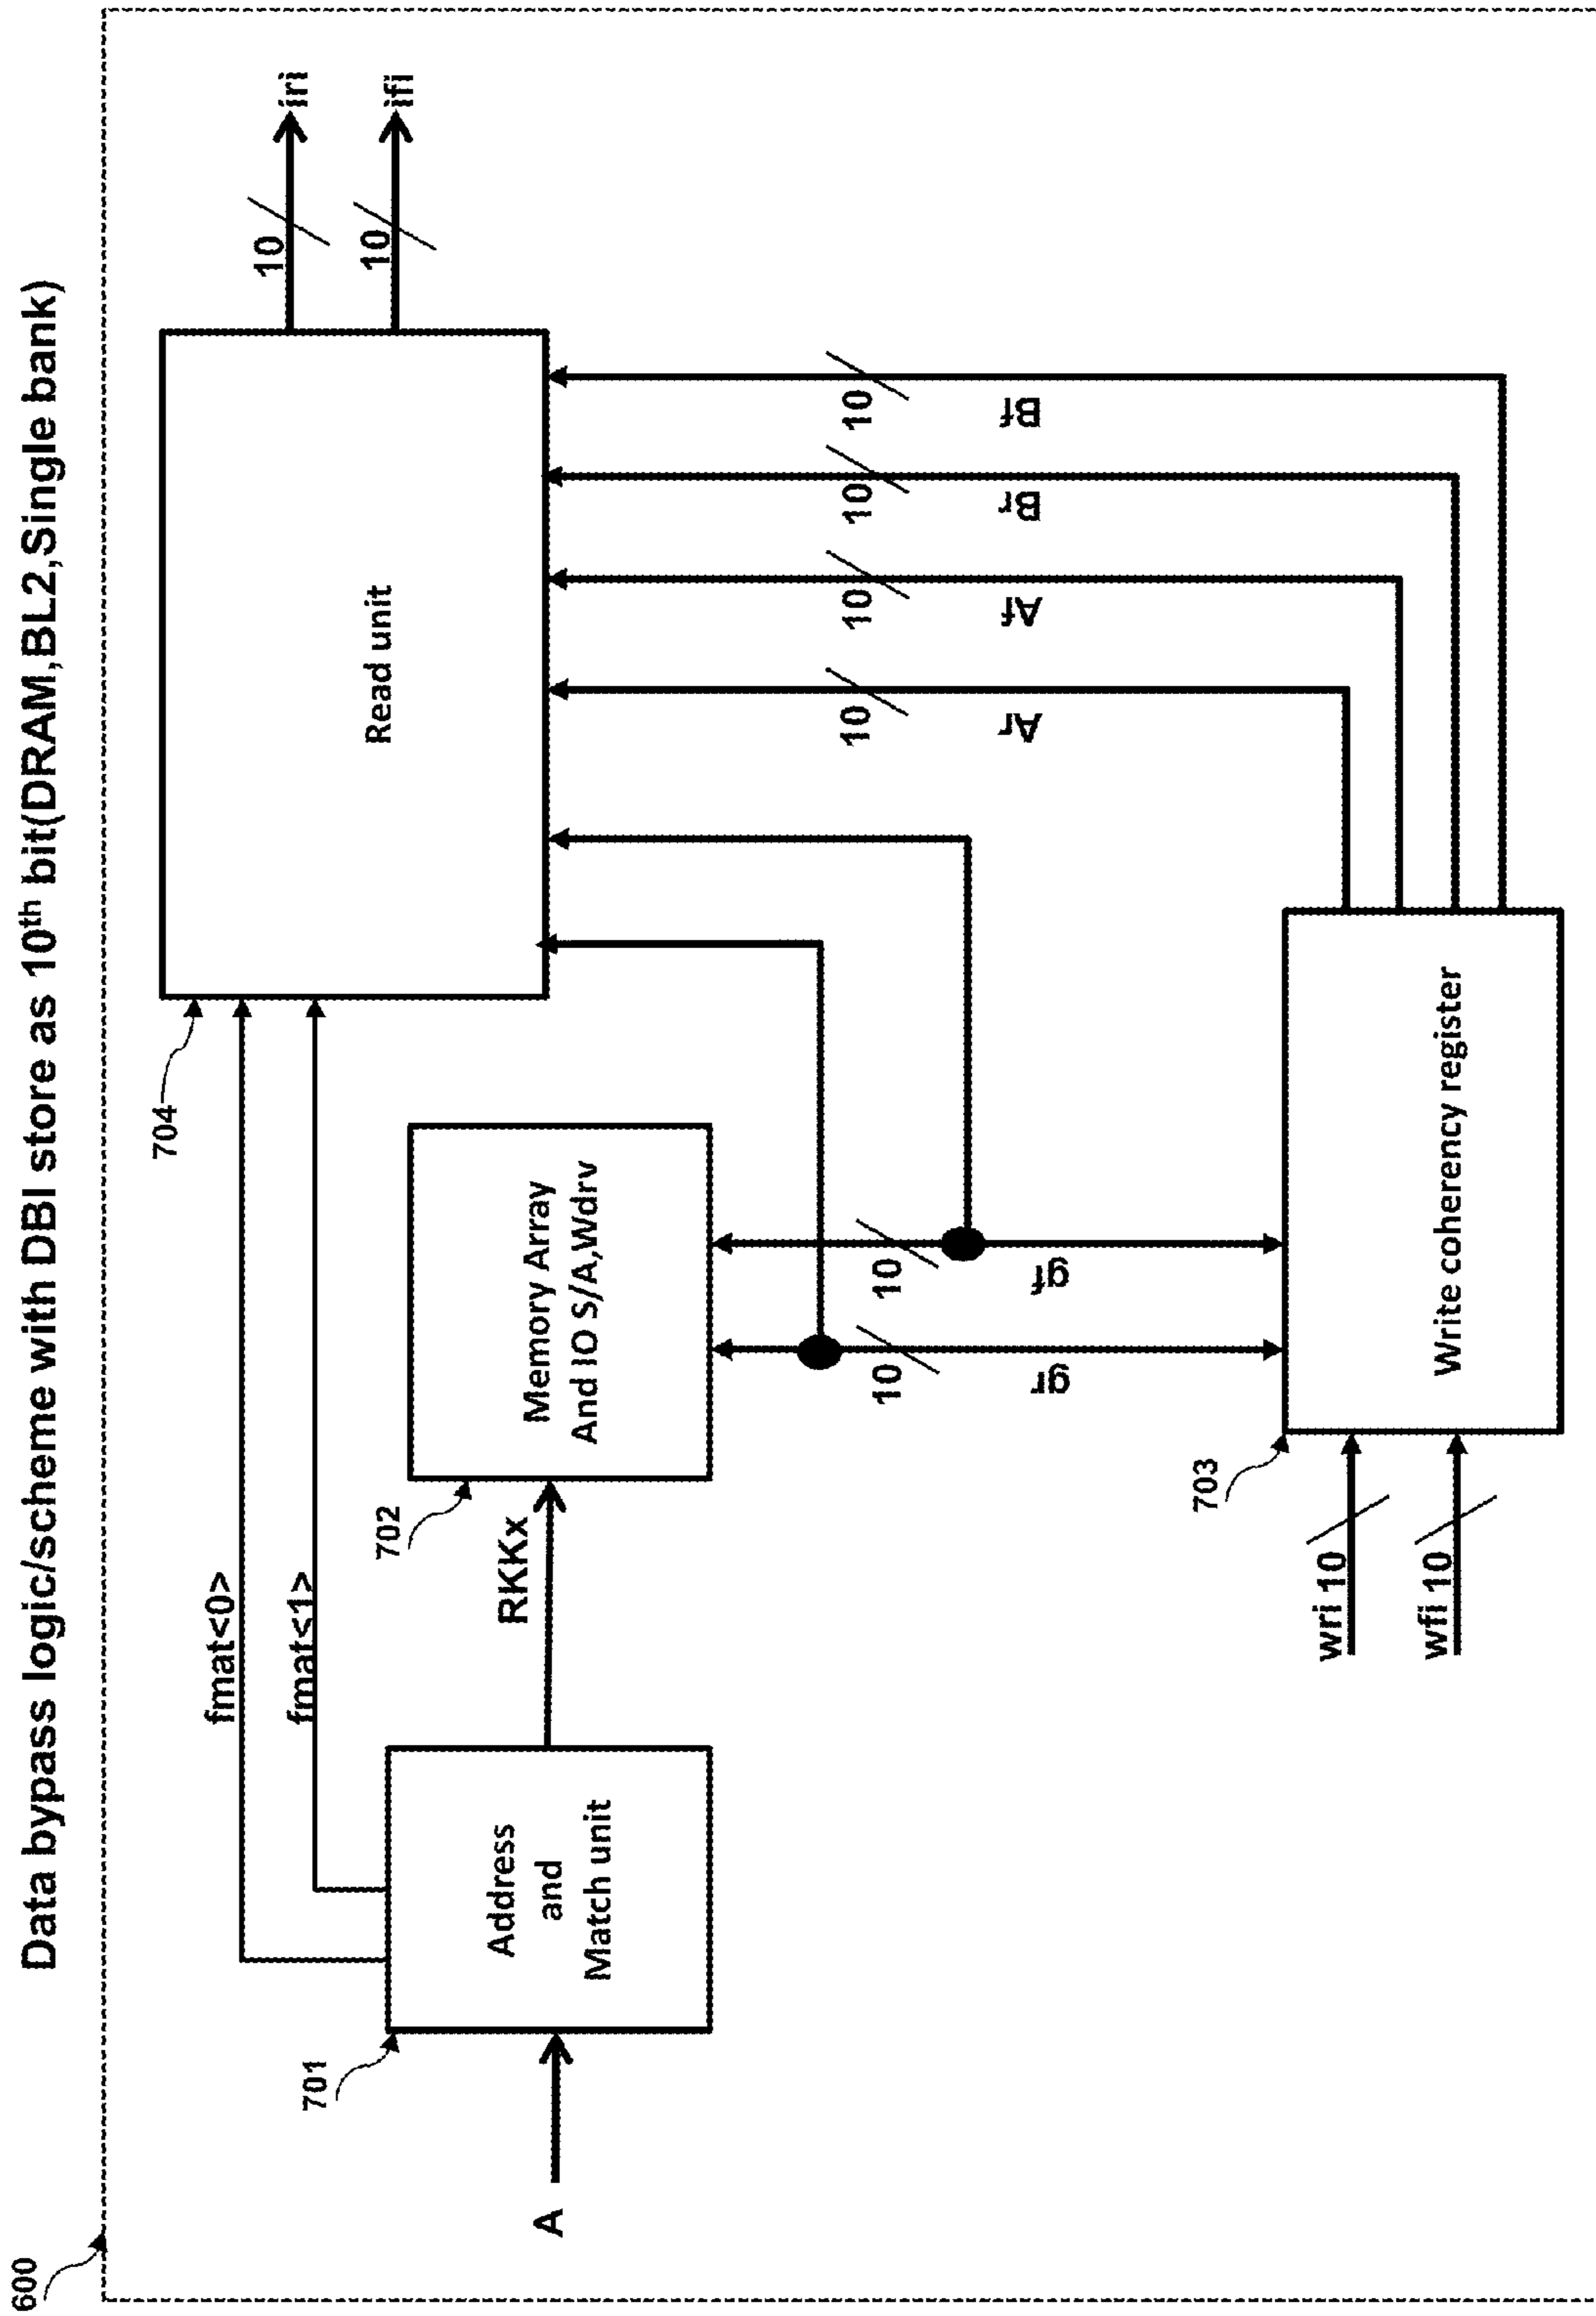 Data bypass logic/scheme with DBI store as 10th bit(DRAM,BL2,Single bank)
600
704
fmat<0>
fmat<1>
Read unit
10
iri
10
ifi
701
A
Address
and
Match unit
RKKx
702
Memory Array
And IO S/A,Wdrv
10
gr
10
gf
10
Ar
10
Af
10
Br
10
Bf
703
wri 10
wfi 10
Write coherency register